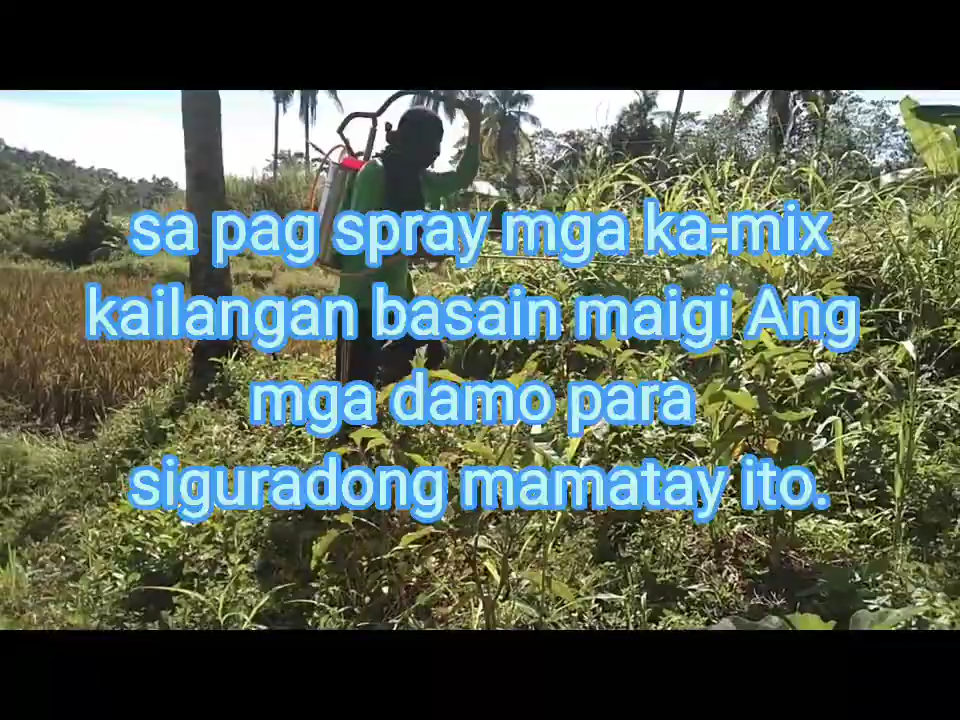 sa pag spray mga ka-mix
kailangan basain maigi Ang
mga damo para
siguradong mamatay ito.